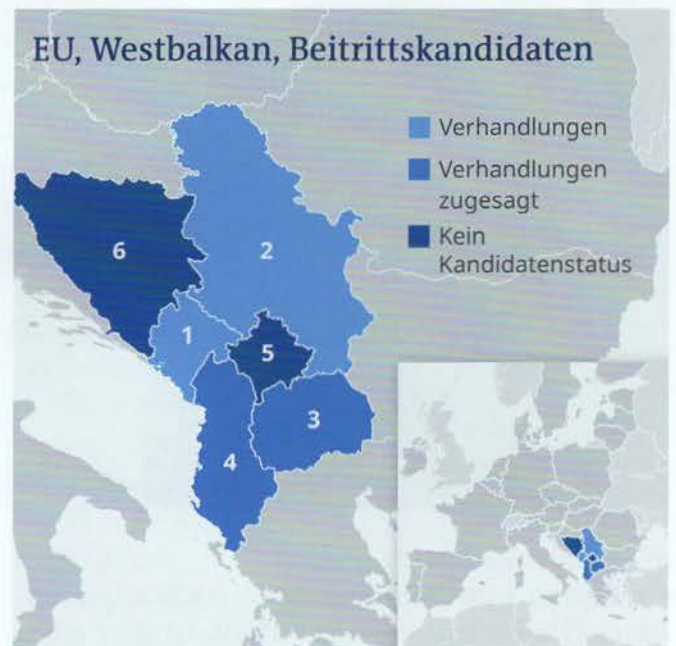 EU, Westbalkan, Beitrittskandidaten
Verhandlungen
Verhandlungen
zugesagt
Kein
Kandidatenstatus
6
2
1
5
3
4